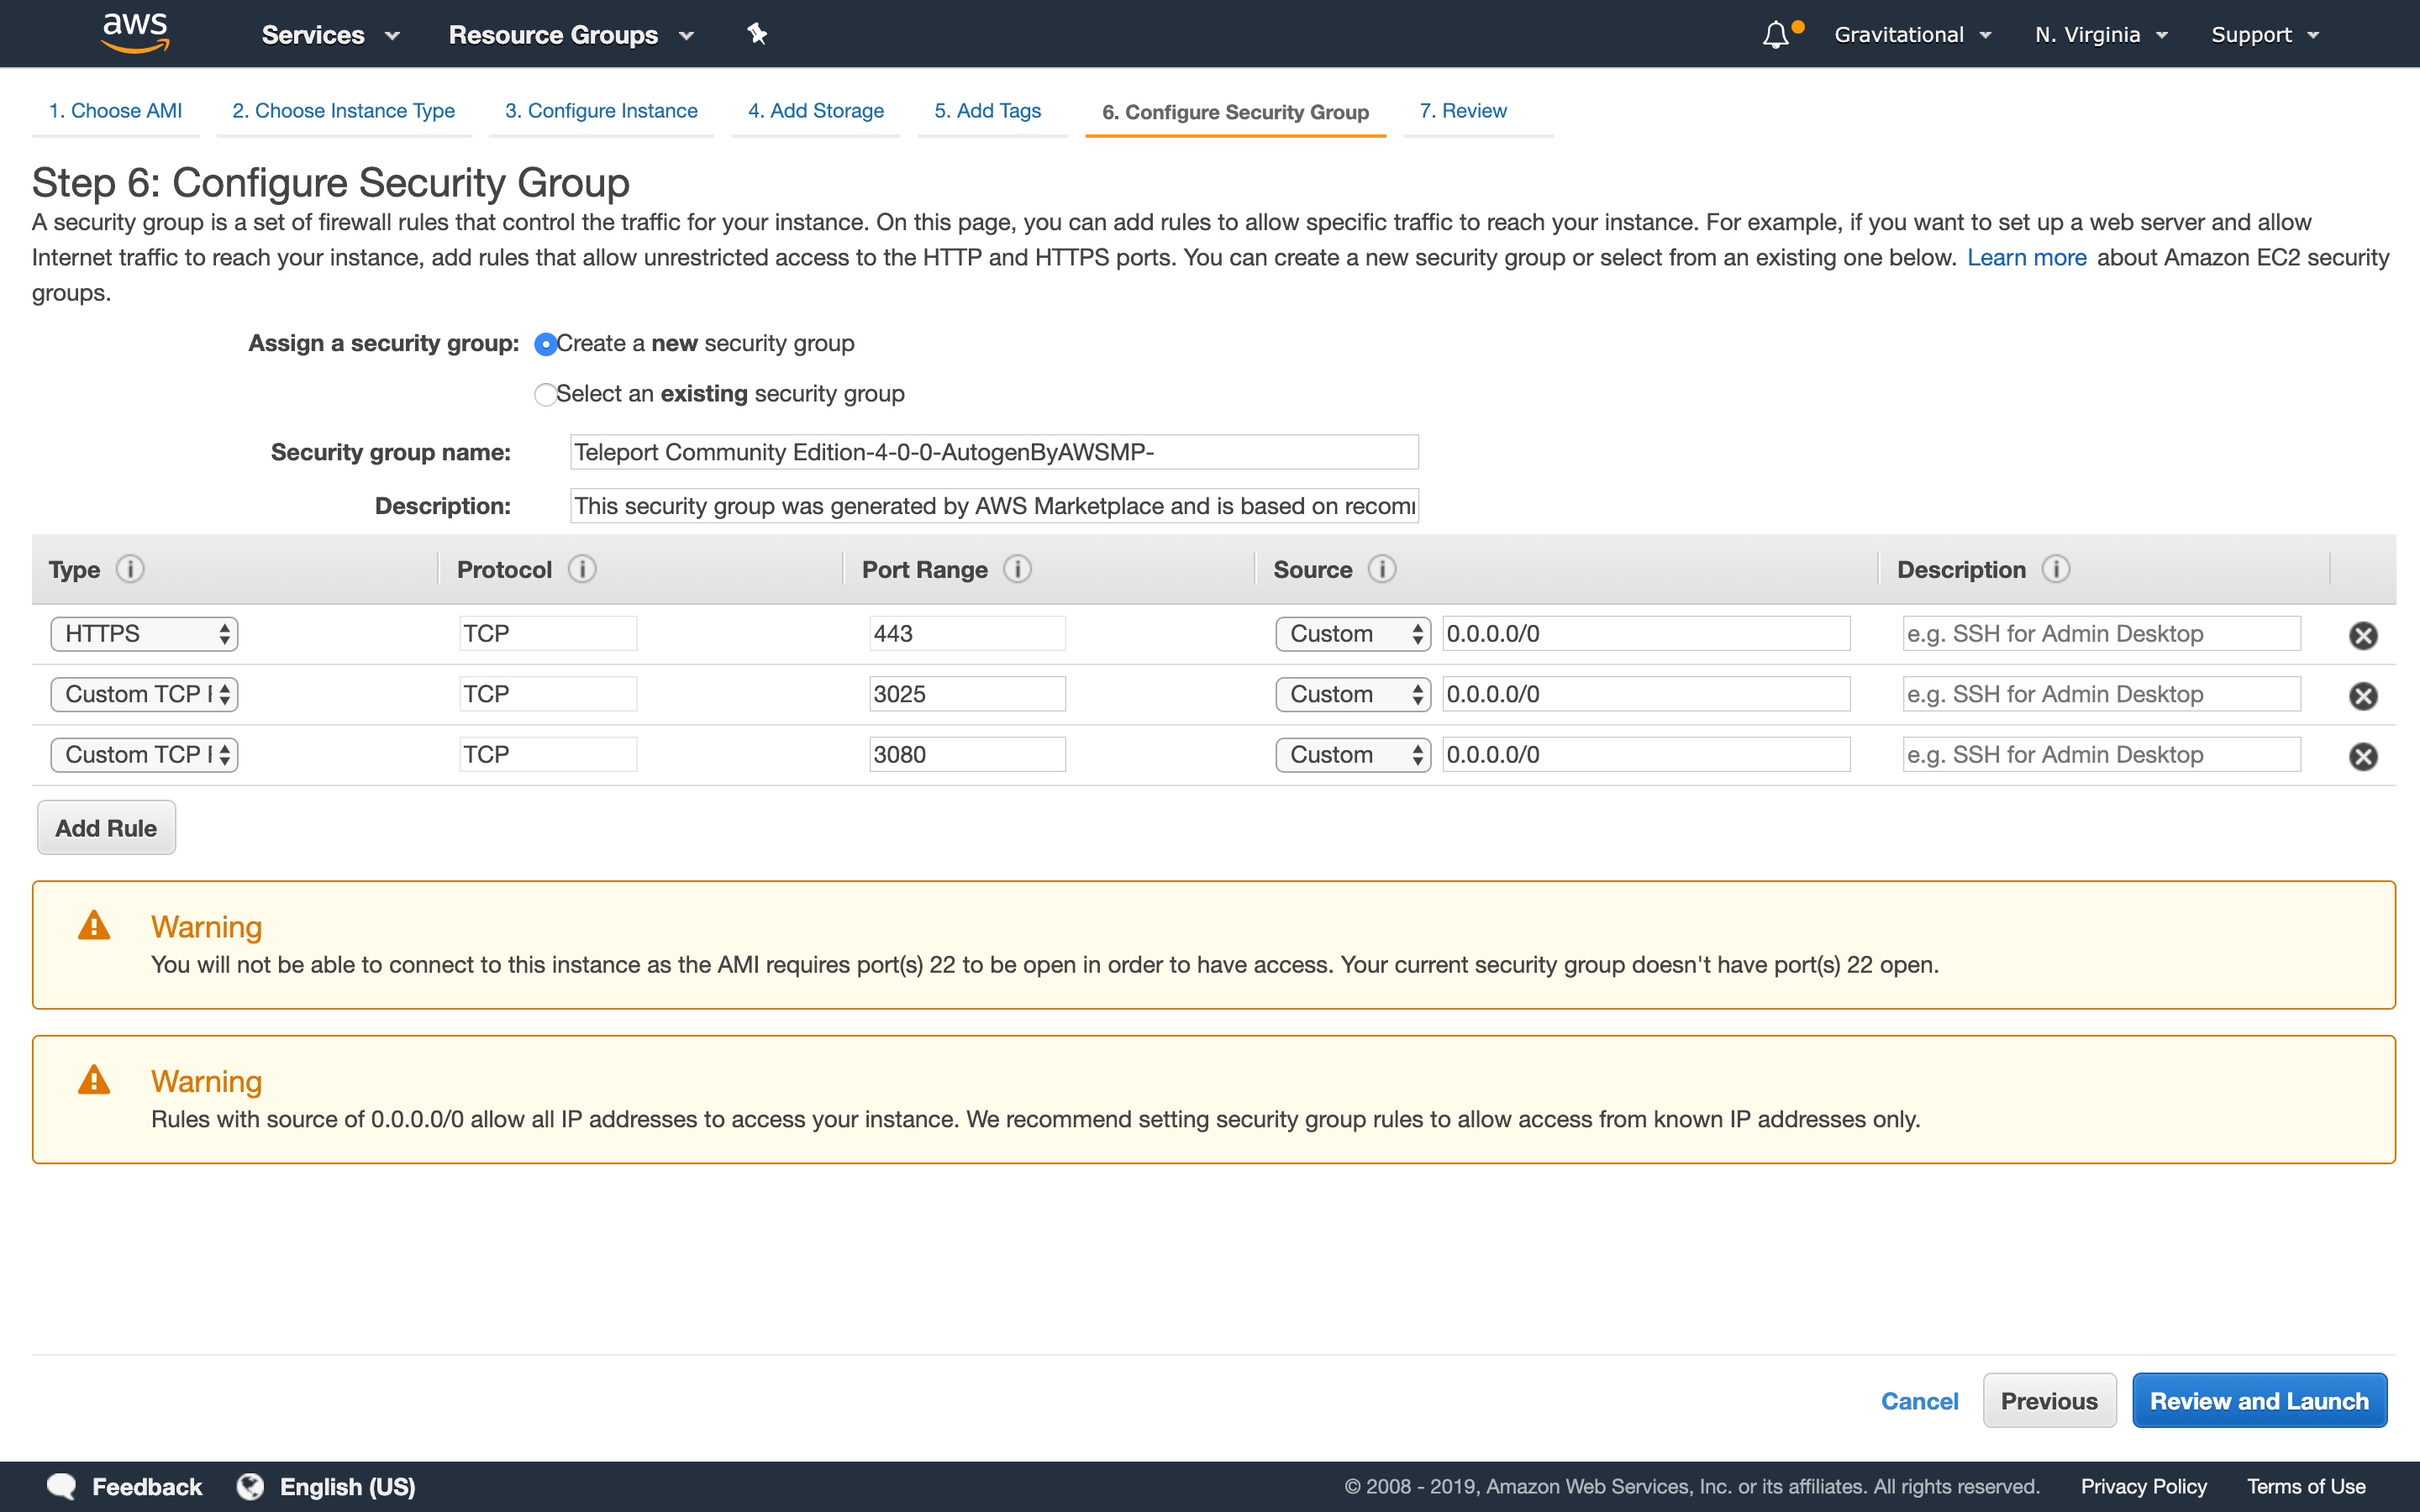 aws Services Resource Groups Gravitational N. Virginia Support
1. Choose AMI 2. Choose Instance Type 3. Configure Instance 4. Add Storage 5. Add Tags 6. Configure Security Group 7. Review
Step 6: Configure Security Group
A security group is a set of firewall rules that control the traffic for your instance. On this page, you can add rules to allow specific traffic to reach your instance. For example, if you want to set up a web server and allow
Internet traffic to reach your instance, add rules that allow unrestricted access to the HTTP and HTTPS ports. You can create a new security group or select from an existing one below. Learn more about Amazon EC2 security
groups.
Assign a security group: Create a new security group
Select an existing security group
Security group name: Teleport Community Edition-4-0-0-AutogenByAWSMP-
Description: This security group was generated by AWS Marketplace and is based on recom
Type Protocol Port Range Source Description
HTTPS TCP 443 Custom 0.0.0.0/0 e.g. SSH for Admin Desktop
Custom TCP TCP 3025 Custom 0.0.0.0/0 e.g. SSH for Admin Desktop
Custom TCP TCP 3080 Custom 0.0.0.0/0 e.g. SSH for Admin Desktop
Add Rule
Warning
You will not be able to connect to this instance as the AMI requires port(s) 22 to be open in order to have access. Your current security group doesn't have port(s) 22 open.
Warning
Rules with source of 0.0.0.0/0 allow all IP addresses to access your instance. We recommend setting security group rules to allow access from known IP addresses only.
Cancel Previous Review and Launch
Feedback English (US) © 2008 - 2019, Amazon Web Services, Inc. or its affiliates. All rights reserved. Privacy Policy Terms of Use